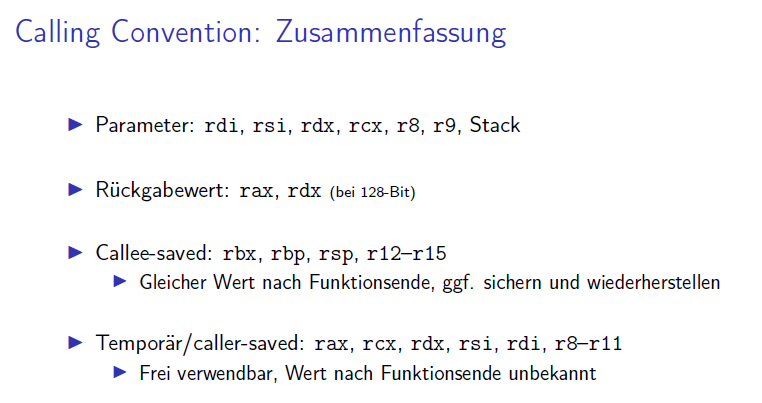 Calling Convention: Zusammenfassung
Parameter: rdi, rsi, rdx, rcx, r8, r9, Stack
Rückgabewert: rax, rdx (bei 128-Bit)
Callee-saved: rbx, rbp, rsp, r12–r15
Gleicher Wert nach Funktionsende, ggf. sichern und wiederherstellen
Temporär/caller-saved: rax, rcx, rdx, rsi, rdi, r8–r11
Frei verwendbar, Wert nach Funktionsende unbekannt